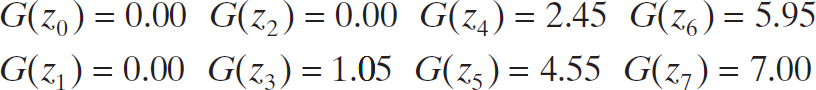 G(z₀) = 0.00 G(z₂) = 0.00 G(z₄) = 2.45 G(z₆) = 5.95
G(z₁) = 0.00 G(z₃) = 1.05 G(z₅) = 4.55 G(z₇) = 7.00